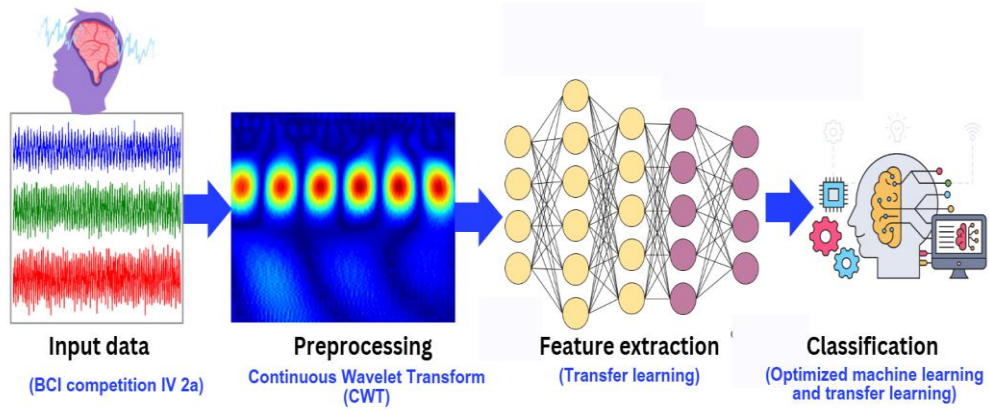 Input data
(BCI competition IV 2a)
Preprocessing
Continuous Wavelet Transform
(CWT)
Feature extraction
(Transfer learning)
Classification
(Optimized machine learning
and transfer learning)